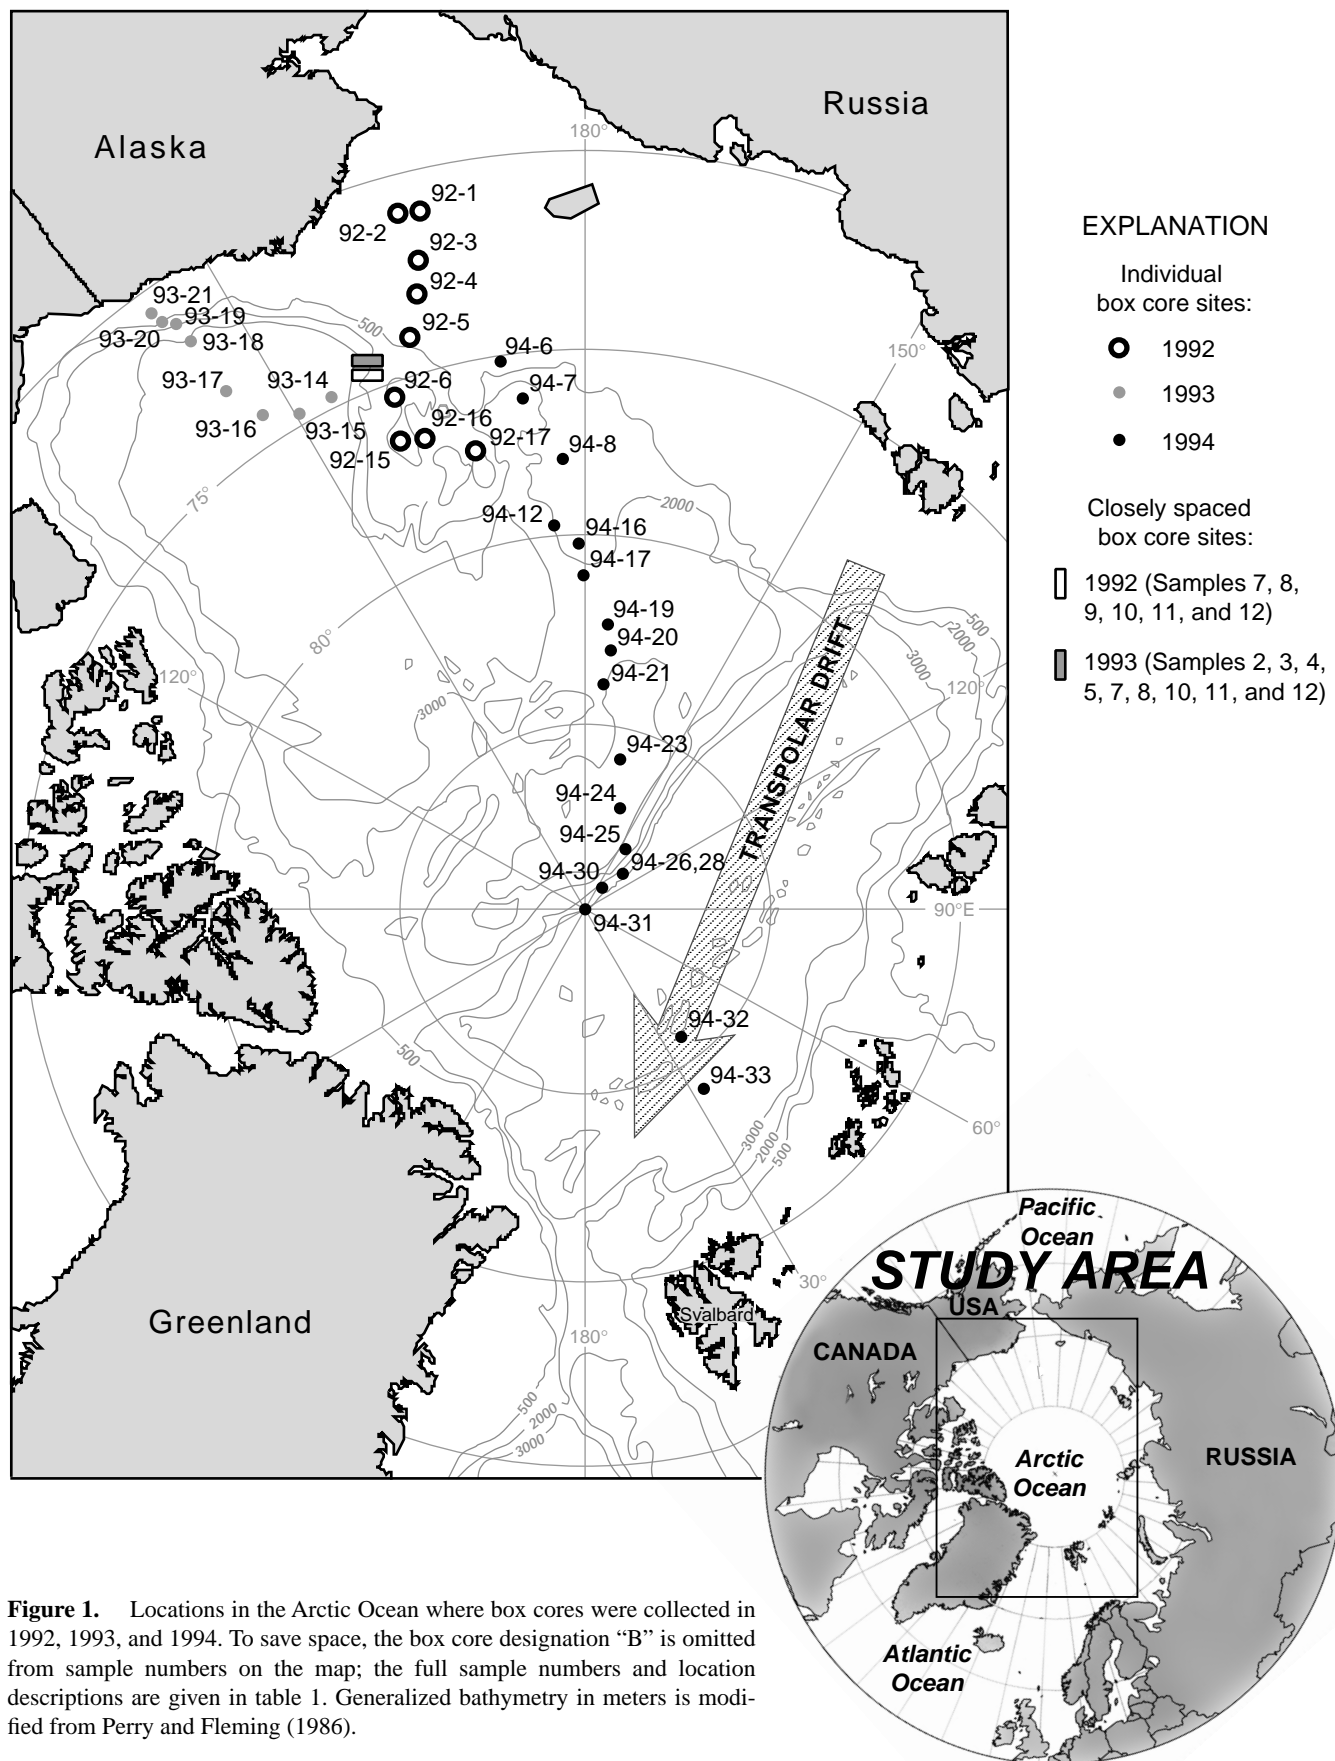 Alaska
Russia
180°
92-1
92-2
92-3
92-4
92-5
500
93-21
93-19
93-20
93-18
94-6
150°
93-17
93-14
92-6
94-7
93-16
93-15
92-16
92-17
92-15
94-8
75°
2000
94-12
94-16
94-17
94-19
94-20
94-21
80°
120°
3000
500
2000
3000
120°
TRANSPOLAR DRIFT
94-23
94-24
94-25
94-26,28
94-30
94-31
90°E
94-32
94-33
500
3000
2000
500
60°
30°
Svalbard
Greenland
180°
500
2000
3000
EXPLANATION
Individual
box core sites:
1992
1993
1994
Closely spaced
box core sites:
1992 (Samples 7, 8,
9, 10, 11, and 12)
1993 (Samples 2, 3, 4,
5, 7, 8, 10, 11, and 12)
Pacific
Ocean
STUDY AREA
USA
CANADA
RUSSIA
Arctic
Ocean
Atlantic
Ocean
Figure 1. Locations in the Arctic Ocean where box cores were collected in
1992, 1993, and 1994. To save space, the box core designation “B” is omitted
from sample numbers on the map; the full sample numbers and location
descriptions are given in table 1. Generalized bathymetry in meters is modi-
fied from Perry and Fleming (1986).